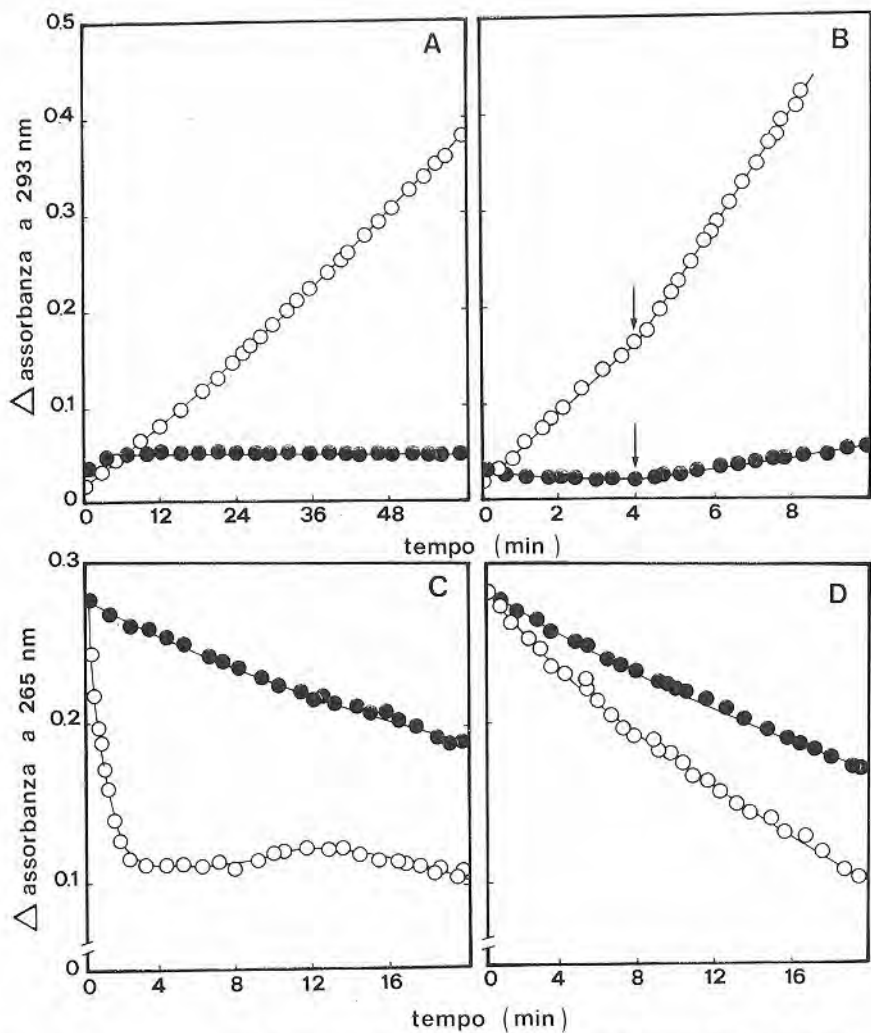 A
B
Δ assorbanza a 293 nm
0.5
0.4
0.3
0.2
0.1
0
0 12 24 36 48
0 2 4 6 8
tempo (min)
C
D
Δ assorbanza a 265 nm
0.3
0.2
0.1
0
0 4 8 12 16
0 4 8 12 16
tempo (min)